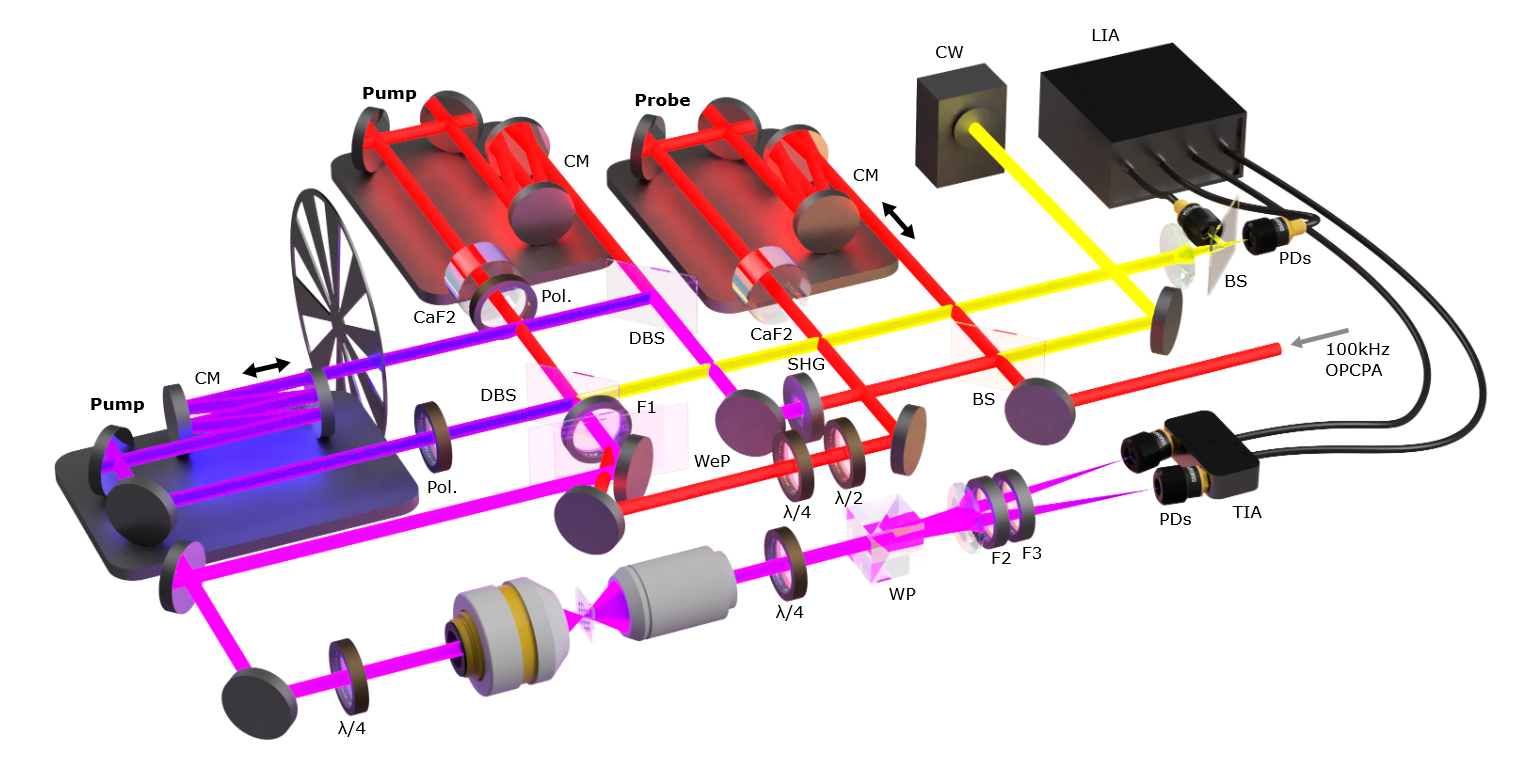 LIA
CW
Pump
Probe
CM
CM
PDs
BS
Pol.
CaF2
DBS
CaF2
SHG
100kHz
OPCPA
CM
DBS
F1
BS
Pump
WeP
Pol.
λ/4
λ/2
PDs
TIA
F2
F3
WP
λ/4
λ/4